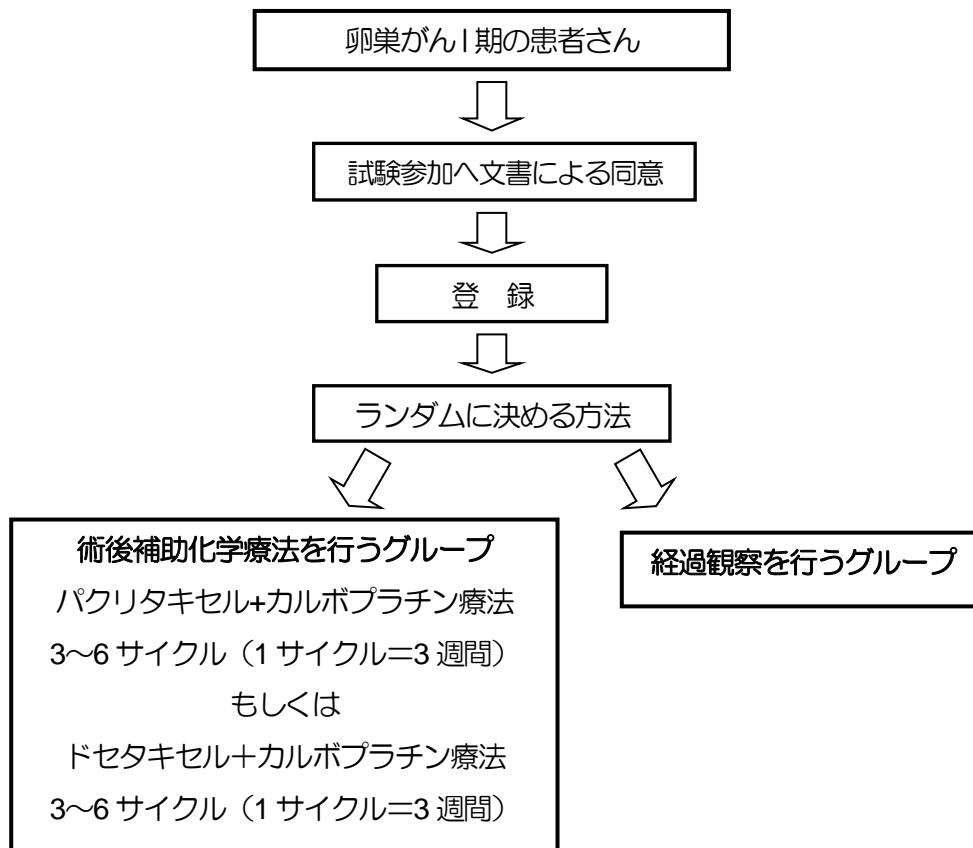 卵巣がんⅠ期の患者さん
試験参加へ文書による同意
登　録
ランダムに決める方法
術後補助化学療法を行うグループ
パクリタキセル+カルボプラチン療法
3～6 サイクル（1 サイクル＝3 週間）
もしくは
ドセタキセル＋カルボプラチン療法
3～6 サイクル（1 サイクル＝3 週間）
経過観察を行うグループ